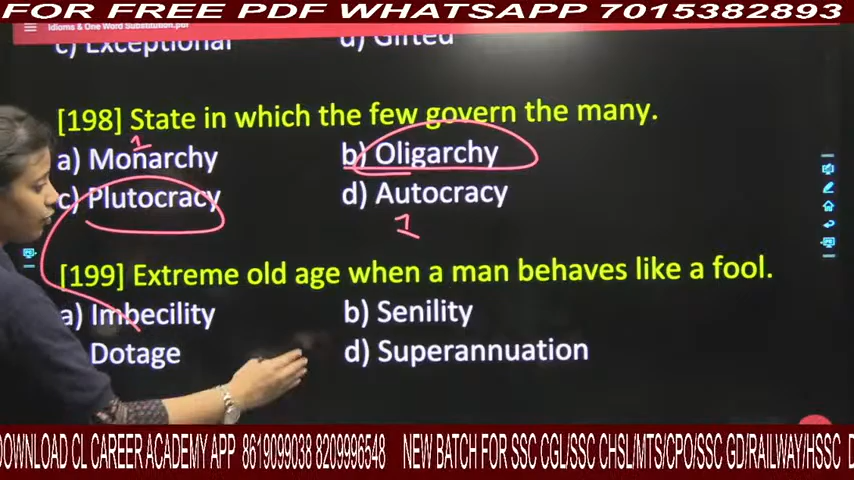 FOR FREE PDF WHATSAPP 7015382893
Idioms & One Word Substitution.pdf
c) Exceptional d) Gifted
[198] State in which the few govern the many.
1
a) Monarchy b) Oligarchy
c) Plutocracy d) Autocracy
1
[199] Extreme old age when a man behaves like a fool.
a) Imbecility b) Senility
Dotage d) Superannuation
DOWNLOAD CL CAREER ACADEMY APP 8619099038 8209996548 NEW BATCH FOR SSC CGL/SSC CHSL/MTS/CPO/SSC GD/RAILWAY/HSSC D